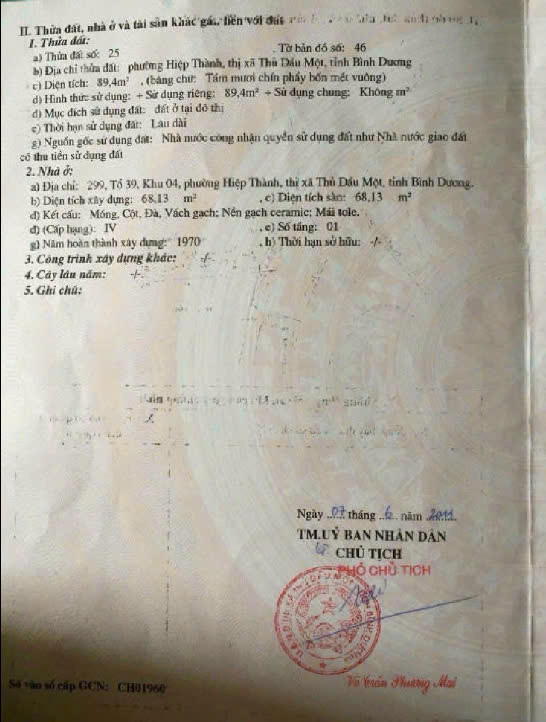 II. Thửa đất, nhà ở và tài sản khác gắn liền với đất
1. Thửa đất:
a) Thửa đất số: 25 . Tờ bản đồ số: 46
b) Địa chỉ thửa đất: phường Hiệp Thành, thị xã Thủ Dầu Một, tỉnh Bình Dương
c) Diện tích: 89,4m² , (bằng chữ: Tám mươi chín phẩy bốn mét vuông)
d) Hình thức sử dụng: + Sử dụng riêng: 89,4m² + Sử dụng chung: Không m²
đ) Mục đích sử dụng đất: đất ở tại đô thị
e) Thời hạn sử dụng đất: Lâu dài
g) Nguồn gốc sử dụng đất: Nhà nước công nhận quyền sử dụng đất như Nhà nước giao đất
có thu tiền sử dụng đất
2. Nhà ở:
a) Địa chỉ: 299, Tổ 39, Khu 04, phường Hiệp Thành, thị xã Thủ Dầu Một, tỉnh Bình Dương.
b) Diện tích xây dựng: 68,13 m² , c) Diện tích sàn: 68,13 m²
d) Kết cấu: Móng, Cột, Đà, Vách gạch; Nền gạch ceramic; Mái tole.
đ) (Cấp hạng): IV , e) Số tầng: 01
g) Năm hoàn thành xây dựng: 1970 , h) Thời hạn sở hữu: -/-
3. Công trình xây dựng khác: -/-
4. Cây lâu năm: -/-
5. Ghi chú:
Ngày 07 tháng 6 năm 2011
TM.UỶ BAN NHÂN DÂN
CHỦ TỊCH
PHÓ CHỦ TỊCH
Trần Phương Mai
Số vào sổ cấp GCN: CH01960